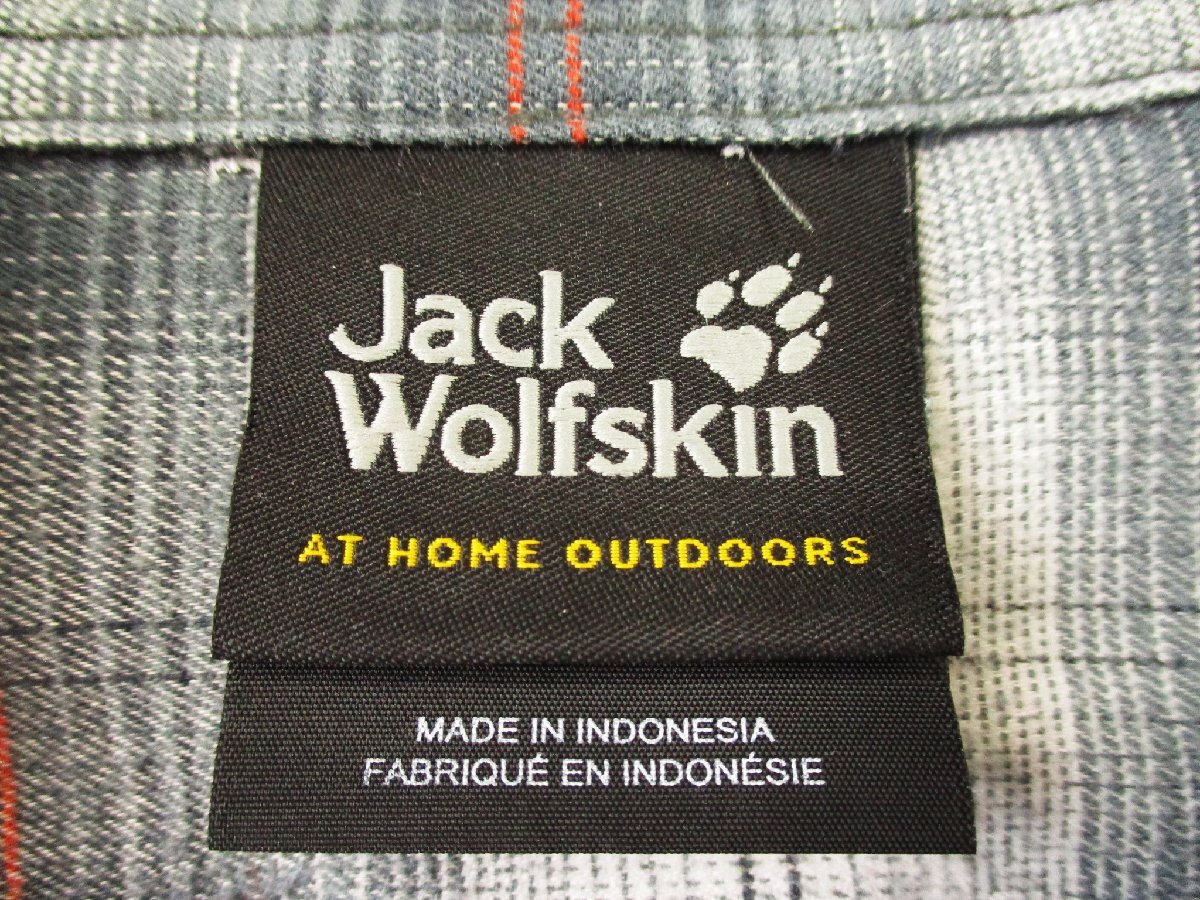 Jack
Wolfskin
AT HOME OUTDOORS
MADE IN INDONESIA
FABRIQUÉ EN INDONÉSIE